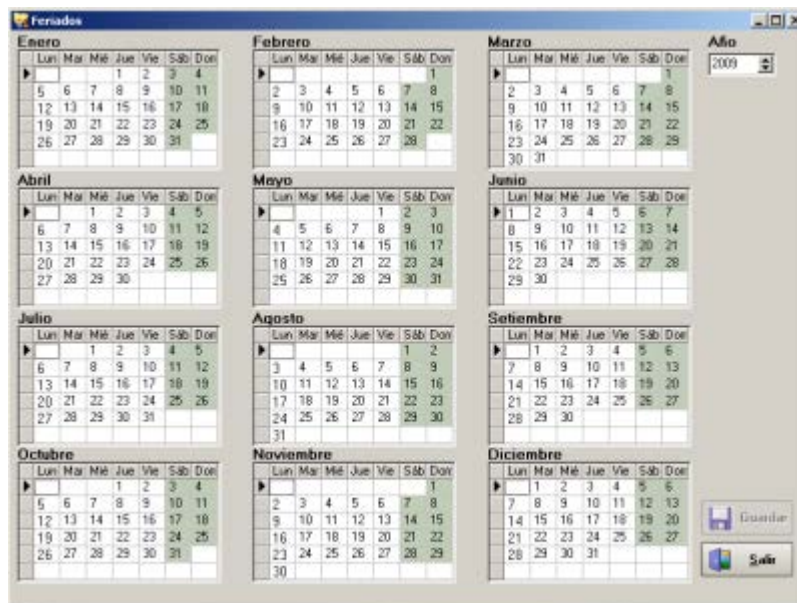 Feriados
Enero Febrero Marzo Año
Lun Mar Mié Jue Vie Sáb Dom Lun Mar Mié Jue Vie Sáb Dom Lun Mar Mié Jue Vie Sáb Dom 2009
1 2 3 4 1 1
5 6 7 8 9 10 11 2 3 4 5 6 7 8 2 3 4 5 6 7 8
12 13 14 15 16 17 18 9 10 11 12 13 14 15 9 10 11 12 13 14 15
19 20 21 22 23 24 25 16 17 18 19 20 21 22 16 17 18 19 20 21 22
26 27 28 29 30 31 23 24 25 26 27 28 23 24 25 26 27 28 29
30 31
Abril Mayo Junio
Lun Mar Mié Jue Vie Sáb Dom Lun Mar Mié Jue Vie Sáb Dom Lun Mar Mié Jue Vie Sáb Dom
1 2 3 4 5 1 2 3 1 2 3 4 5 6 7
6 7 8 9 10 11 12 4 5 6 7 8 9 10 8 9 10 11 12 13 14
13 14 15 16 17 18 19 11 12 13 14 15 16 17 15 16 17 18 19 20 21
20 21 22 23 24 25 26 18 19 20 21 22 23 24 22 23 24 25 26 27 28
27 28 29 30 25 26 27 28 29 30 31 29 30
Julio Agosto Setiembre
Lun Mar Mié Jue Vie Sáb Dom Lun Mar Mié Jue Vie Sáb Dom Lun Mar Mié Jue Vie Sáb Dom
1 2 3 4 5 1 2 1 2 3 4 5 6
6 7 8 9 10 11 12 3 4 5 6 7 8 9 7 8 9 10 11 12 13
13 14 15 16 17 18 19 10 11 12 13 14 15 16 14 15 16 17 18 19 20
20 21 22 23 24 25 26 17 18 19 20 21 22 23 21 22 23 24 25 26 27
27 28 29 30 31 24 25 26 27 28 29 30 28 29 30
31
Octubre Noviembre Diciembre
Lun Mar Mié Jue Vie Sáb Dom Lun Mar Mié Jue Vie Sáb Dom Lun Mar Mié Jue Vie Sáb Dom
1 2 3 4 1 1 2 3 4 5 6
5 6 7 8 9 10 11 2 3 4 5 6 7 8 7 8 9 10 11 12 13
12 13 14 15 16 17 18 9 10 11 12 13 14 15 14 15 16 17 18 19 20 Guardar
19 20 21 22 23 24 25 16 17 18 19 20 21 22 21 22 23 24 25 26 27
26 27 28 29 30 31 23 24 25 26 27 28 29 28 29 30 31 Salir
30